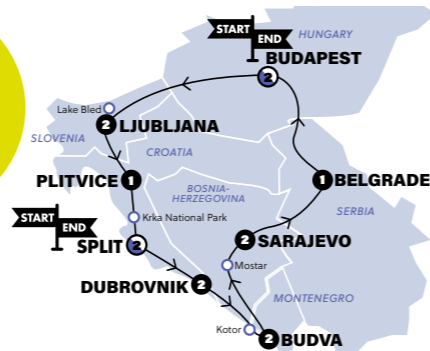 START
END
HUNGARY
BUDAPEST
2
Lake Bled
2 LJUBLJANA
SLOVENIA
CROATIA
PLITVICE 1
1 BELGRADE
BOSNIA-
HERZEGOVINA
SERBIA
Krka National Park
START
END
SPLIT 2
2 SARAJEVO
Mostar
DUBROVNIK 2
MONTENEGRO
Kotor
2 BUDVA